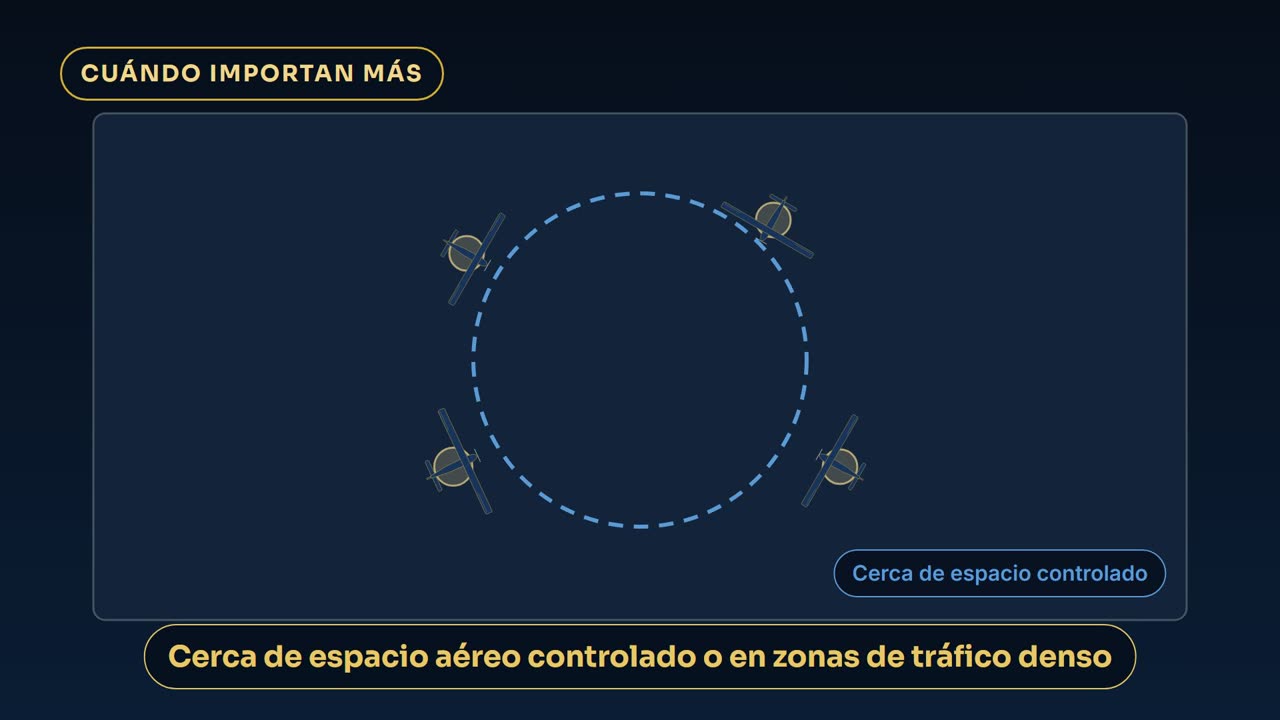 CUÁNDO IMPORTAN MÁS
Cerca de espacio controlado
Cerca de espacio aéreo controlado o en zonas de tráfico denso